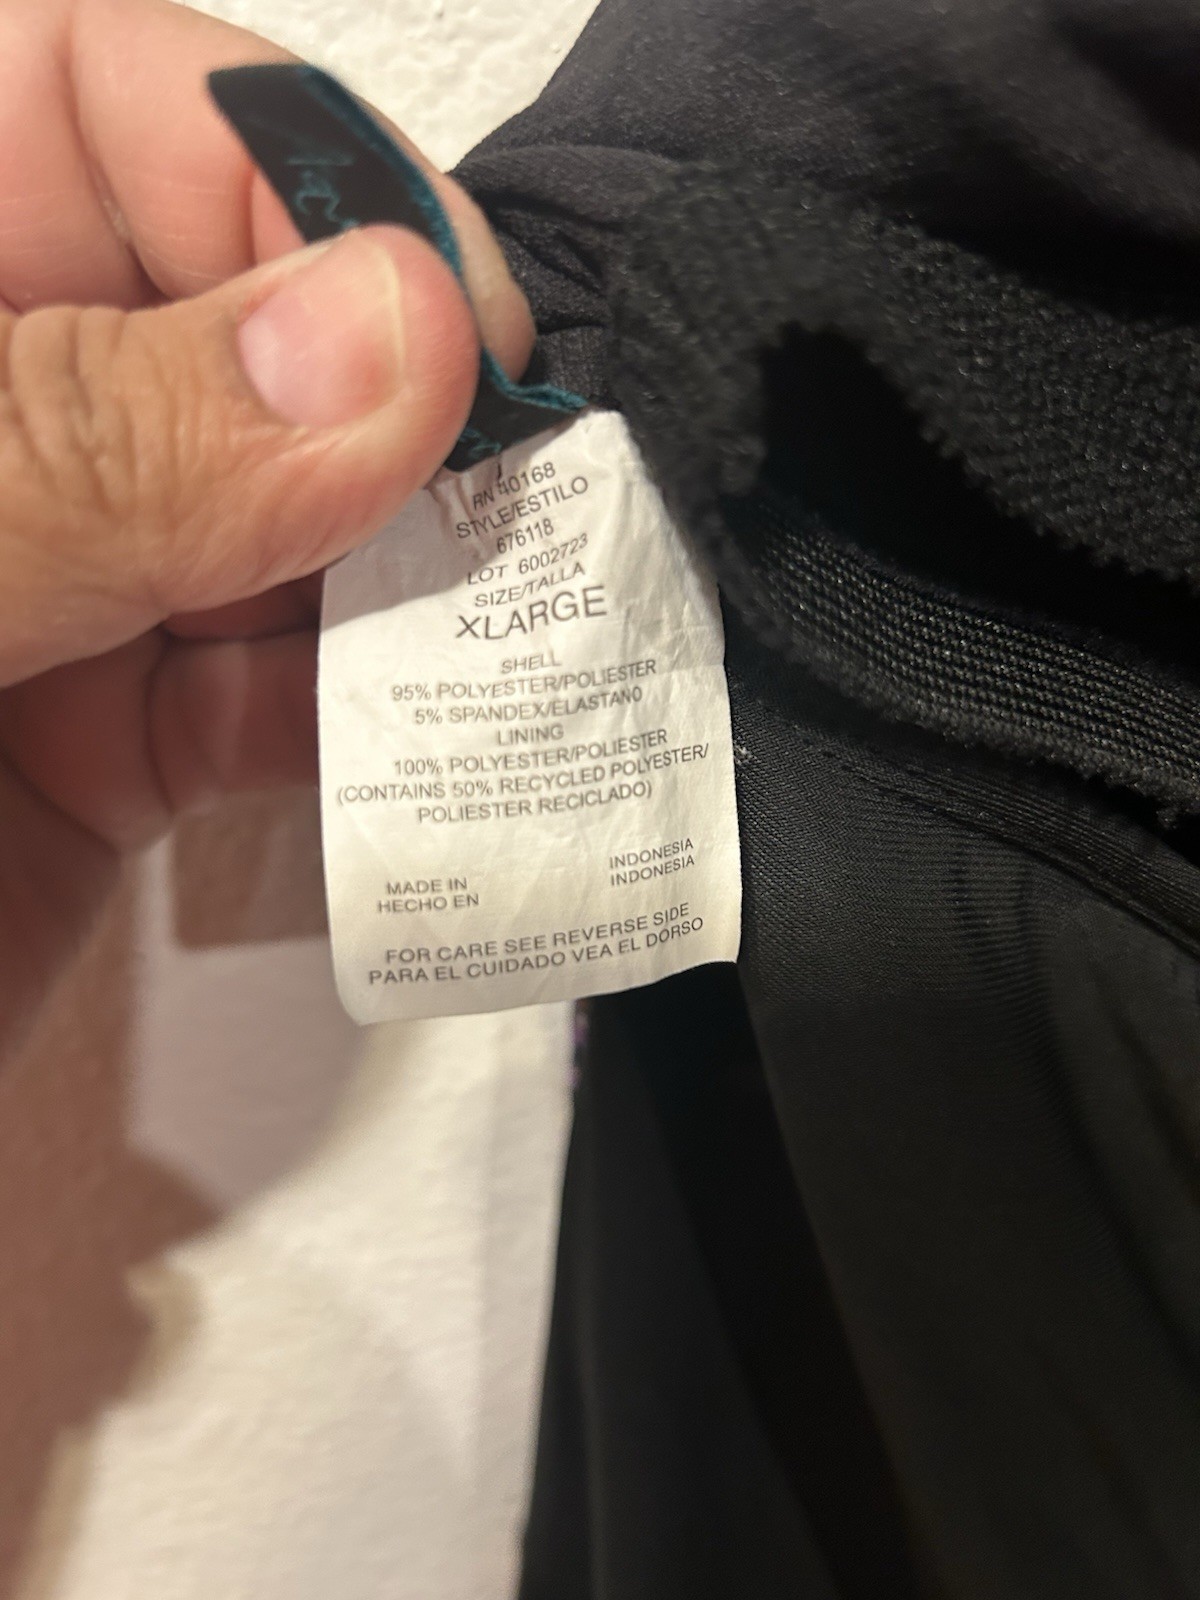 RN 40168
STYLE/ESTILO
676118
LOT 6002723
SIZE/TALLA
XLARGE
SHELL
95% POLYESTER/POLIESTER
5% SPANDEX/ELASTANO
LINING
100% POLYESTER/POLIESTER
(CONTAINS 50% RECYCLED POLYESTER/
POLIESTER RECICLADO)
MADE IN INDONESIA
HECHO EN INDONESIA
FOR CARE SEE REVERSE SIDE
PARA EL CUIDADO VEA EL DORSO